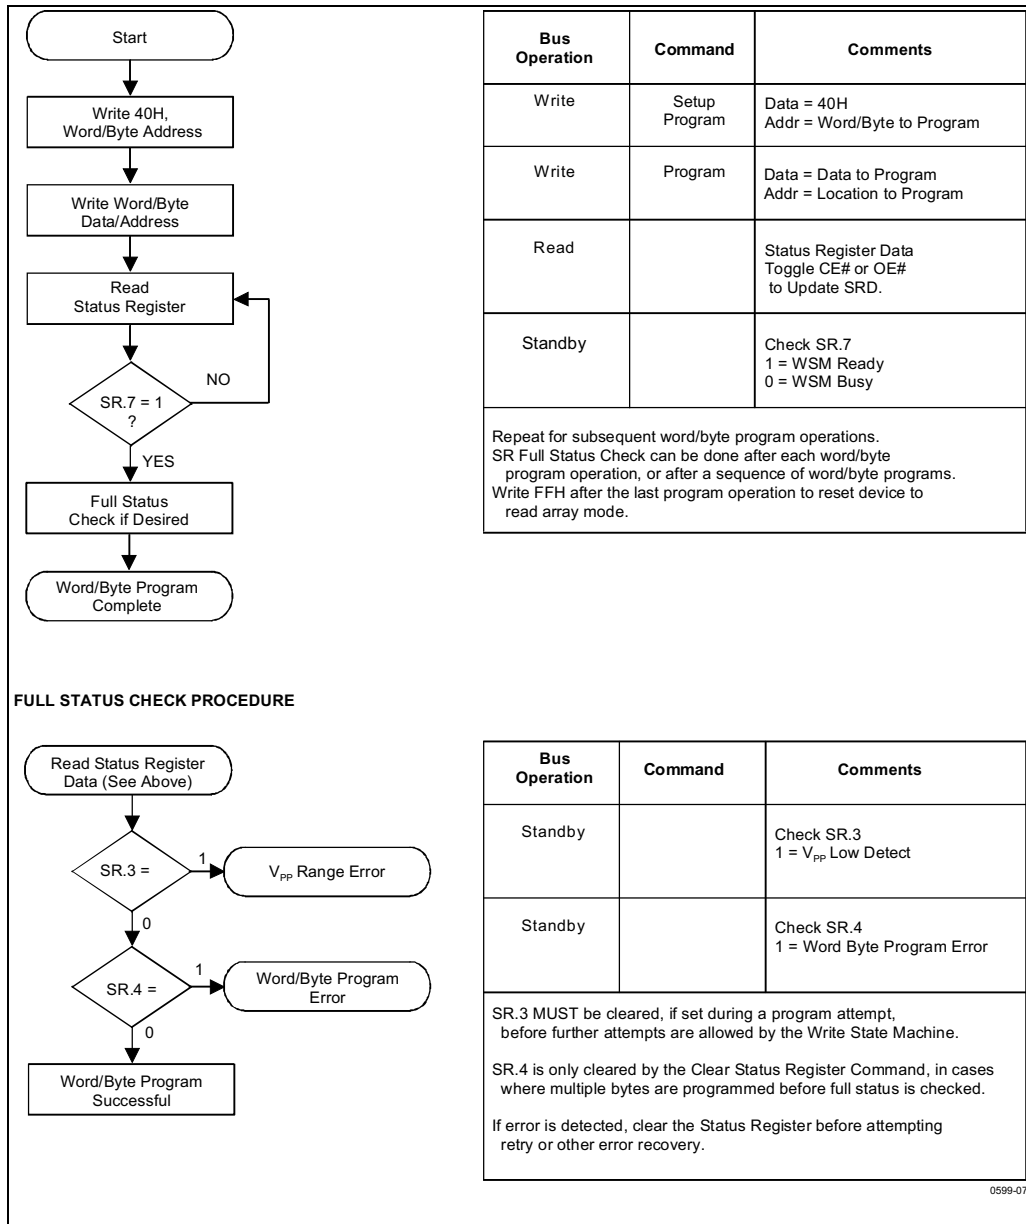 Start
Write 40H,
Word/Byte Address
Write Word/Byte
Data/Address
Read
Status Register
NO
SR.7 = 1
?
YES
Full Status
Check if Desired
Word/Byte Program
Complete
Bus
Operation
Command
Comments
Write
Setup
Program
Data = 40H
Addr = Word/Byte to Program
Write
Program
Data = Data to Program
Addr = Location to Program
Read
Status Register Data
Toggle CE# or OE#
to Update SRD.
Standby
Check SR.7
1 = WSM Ready
0 = WSM Busy
Repeat for subsequent word/byte program operations.
SR Full Status Check can be done after each word/byte
program operation, or after a sequence of word/byte programs.
Write FFH after the last program operation to reset device to
read array mode.
FULL STATUS CHECK PROCEDURE
Read Status Register
Data (See Above)
SR.3 =
1
V_PP Range Error
0
SR.4 =
1
Word/Byte Program
Error
0
Word/Byte Program
Successful
Bus
Operation
Command
Comments
Standby
Check SR.3
1 = V_PP Low Detect
Standby
Check SR.4
1 = Word Byte Program Error
SR.3 MUST be cleared, if set during a program attempt,
before further attempts are allowed by the Write State Machine.
SR.4 is only cleared by the Clear Status Register Command, in cases
where multiple bytes are programmed before full status is checked.
If error is detected, clear the Status Register before attempting
retry or other error recovery.
0599-07